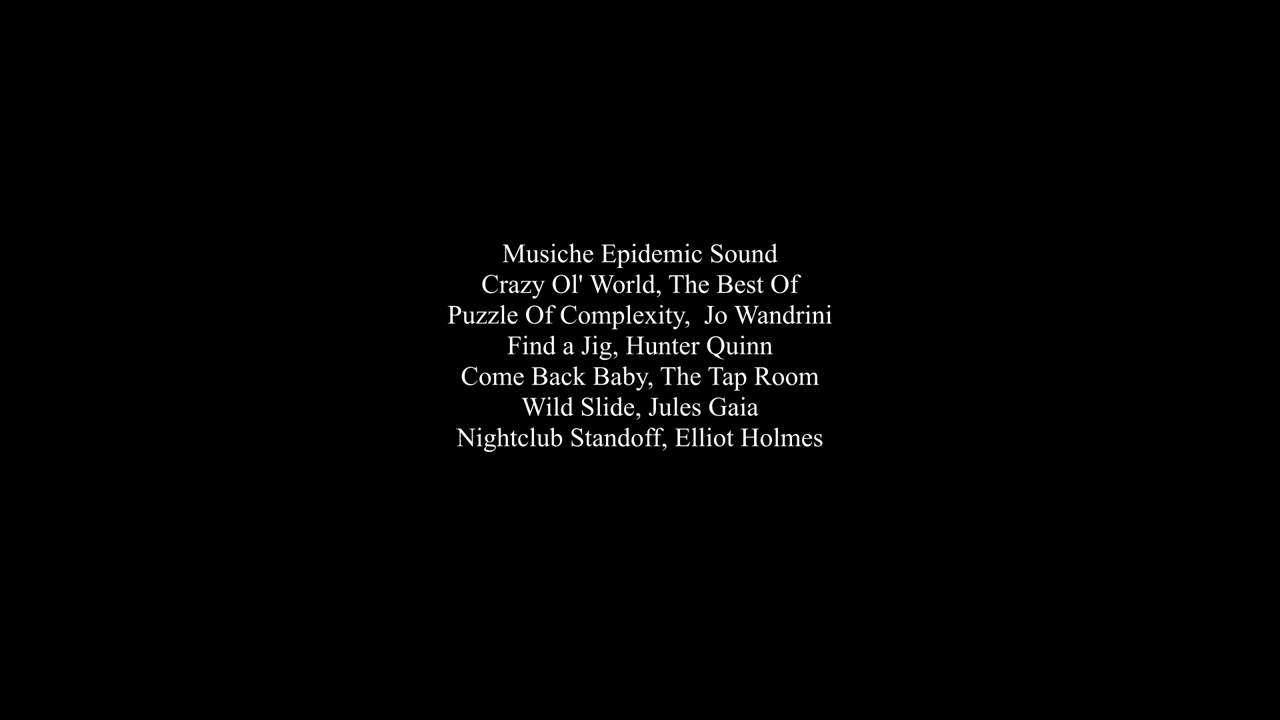 Musiche Epidemic Sound
Crazy Ol' World, The Best Of
Puzzle Of Complexity,  Jo Wandrini
Find a Jig, Hunter Quinn
Come Back Baby, The Tap Room
Wild Slide, Jules Gaia
Nightclub Standoff, Elliot Holmes